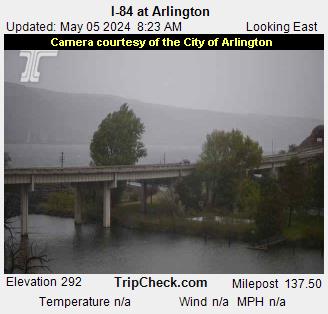 I-84 at Arlington
Updated: May 05 2024 8:23 AM Looking East
Camera courtesy of the City of Arlington
Elevation 292 TripCheck.com Milepost 137.50
Temperature n/a Wind n/a MPH n/a